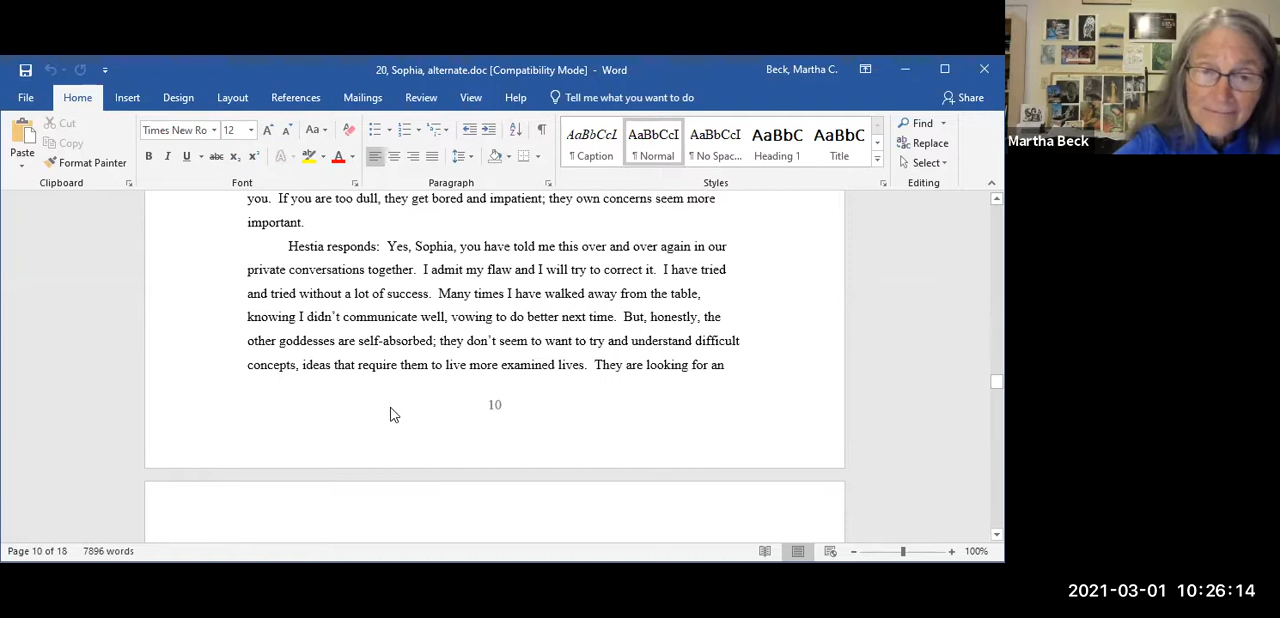 20, Sophia, alternate.doc [Compatibility Mode] - Word
Beck, Martha C.
File Home Insert Design Layout References Mailings Review View Help Tell me what you want to do Share
Paste
Cut
Copy
Format Painter
Clipboard
Times New Ro 12
Font
Paragraph
AaBbCcL AaBbCcI AaBbCcI AaBbC AaBbC
¶ Caption ¶ Normal ¶ No Spac... Heading 1 Title
Styles
Find
Replace
Select
Editing
Martha Beck
you. If you are too dull, they get bored and impatient; they own concerns seem more
important.
Hestia responds: Yes, Sophia, you have told me this over and over again in our
private conversations together. I admit my flaw and I will try to correct it. I have tried
and tried without a lot of success. Many times I have walked away from the table,
knowing I didn't communicate well, vowing to do better next time. But, honestly, the
other goddesses are self-absorbed; they don't seem to want to try and understand difficult
concepts, ideas that require them to live more examined lives. They are looking for an
10
Page 10 of 18 7896 words
100%
2021-03-01 10:26:14